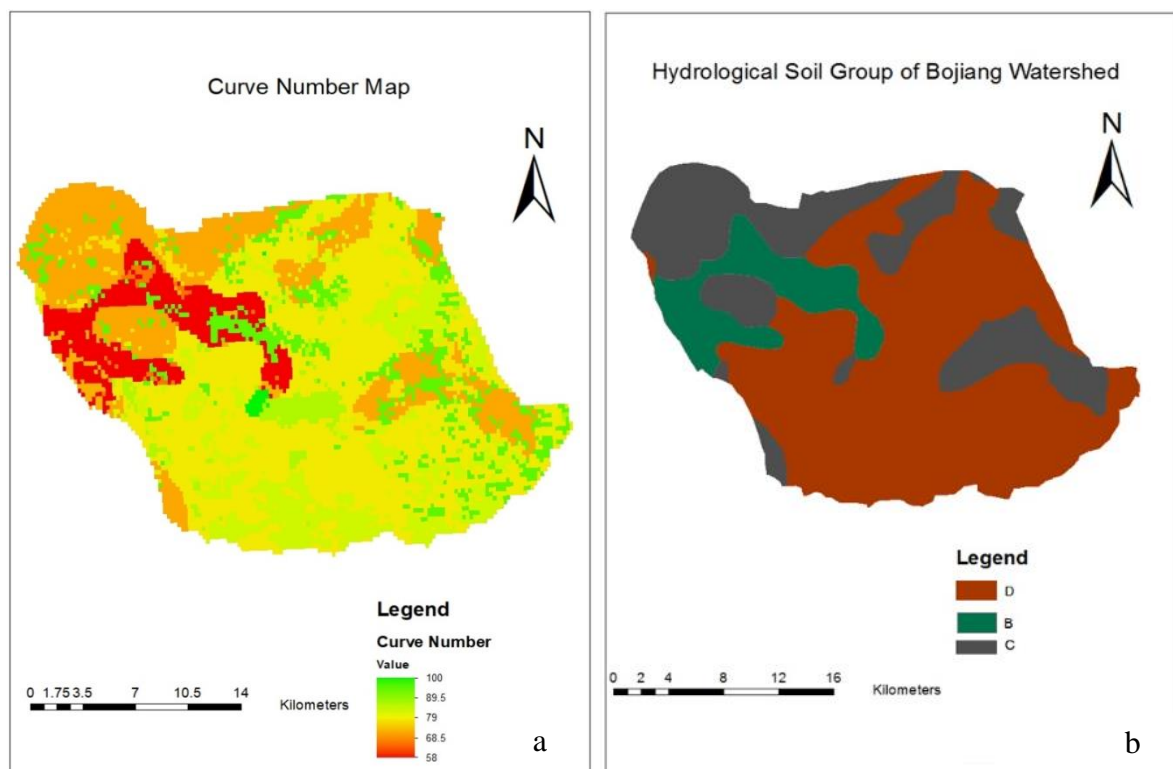 Curve Number Map
N
Legend
Curve Number
Value
100
89.5
79
68.5
58
0 1.75 3.5 7 10.5 14
Kilometers
a
Hydrological Soil Group of Bojiang Watershed
N
Legend
D
B
C
0 2 4 8 12 16
Kilometers
b